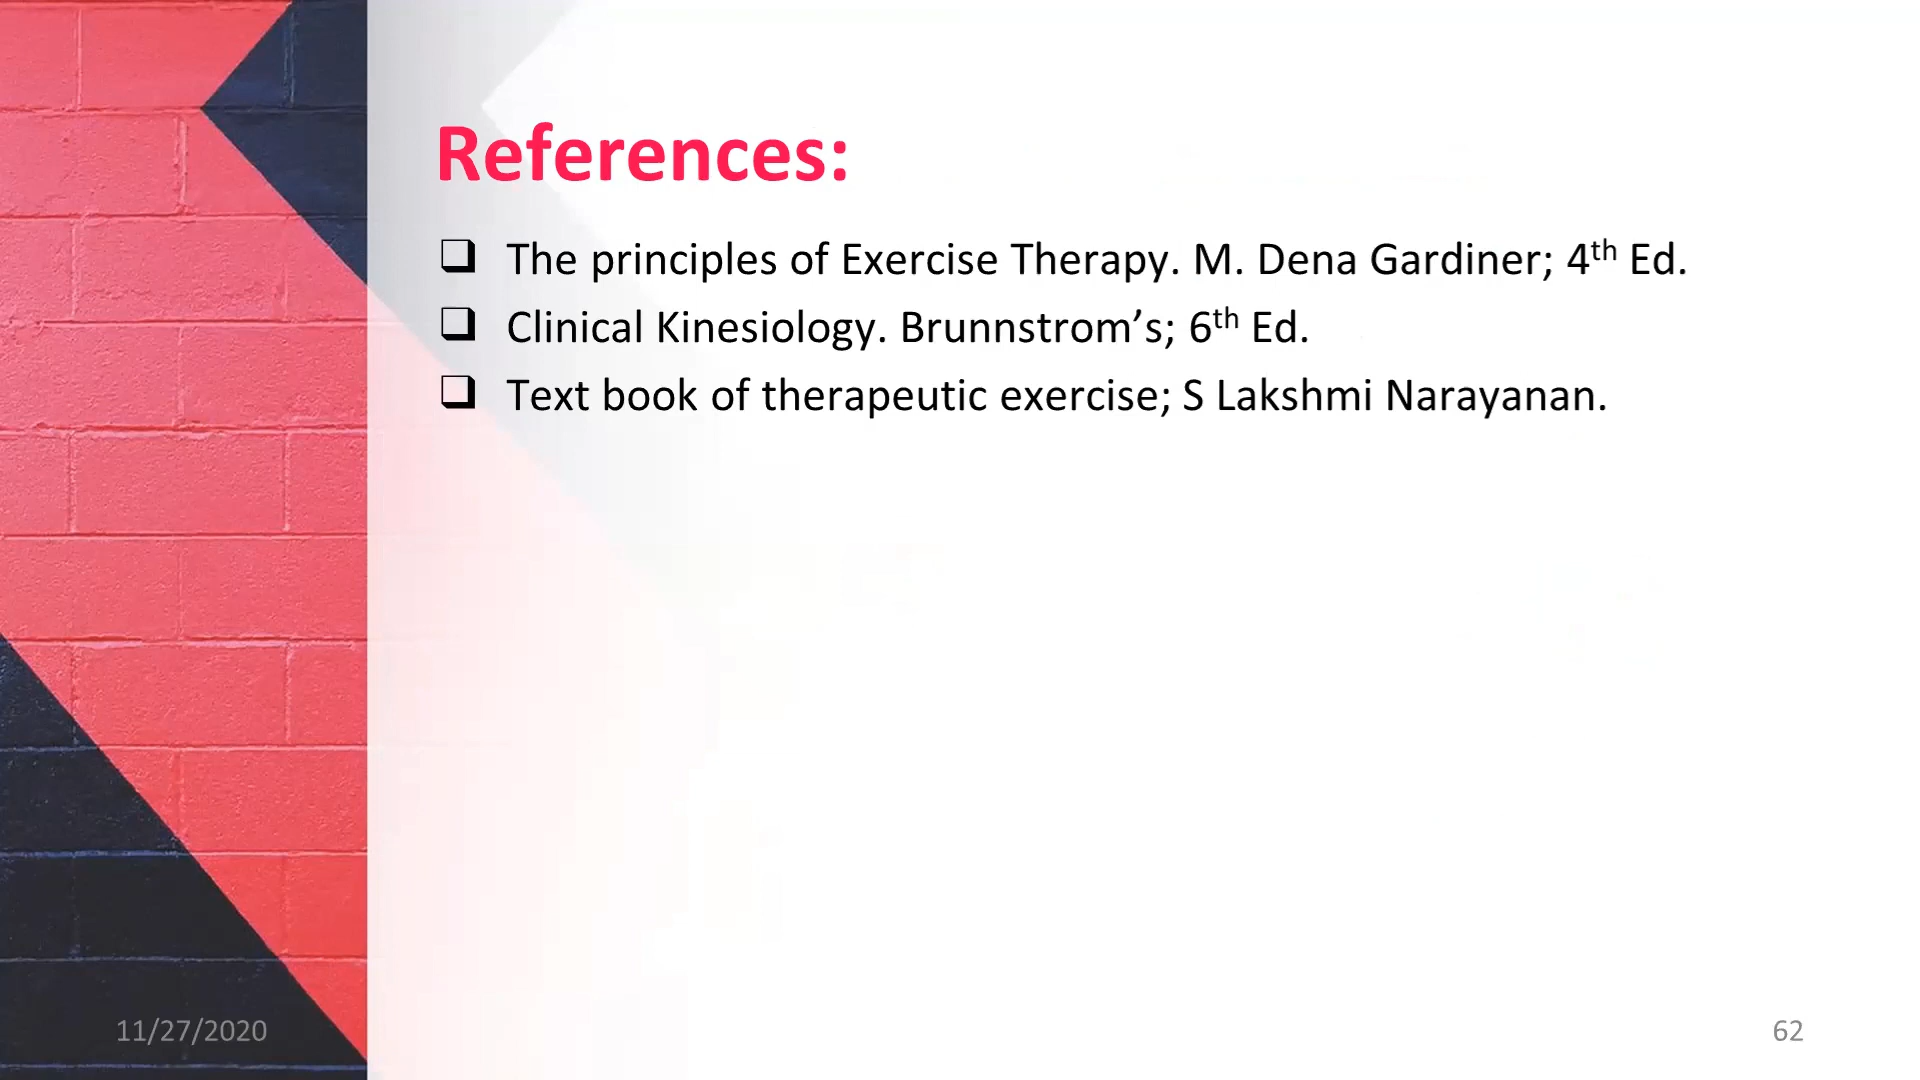 References:
❑ The principles of Exercise Therapy. M. Dena Gardiner; 4th Ed.
❑ Clinical Kinesiology. Brunnstrom’s; 6th Ed.
❑ Text book of therapeutic exercise; S Lakshmi Narayanan.
11/27/2020
62